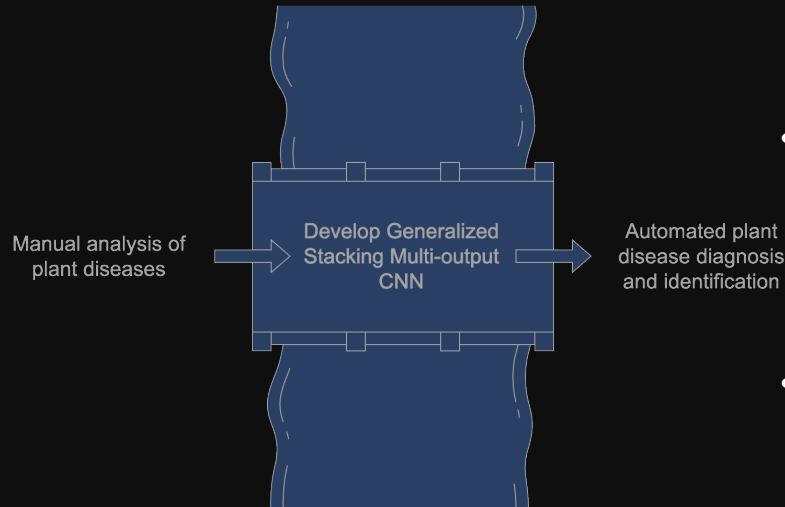 Manual analysis of
plant diseases
Develop Generalized
Stacking Multi-output
CNN
Automated plant
disease diagnosis
and identification